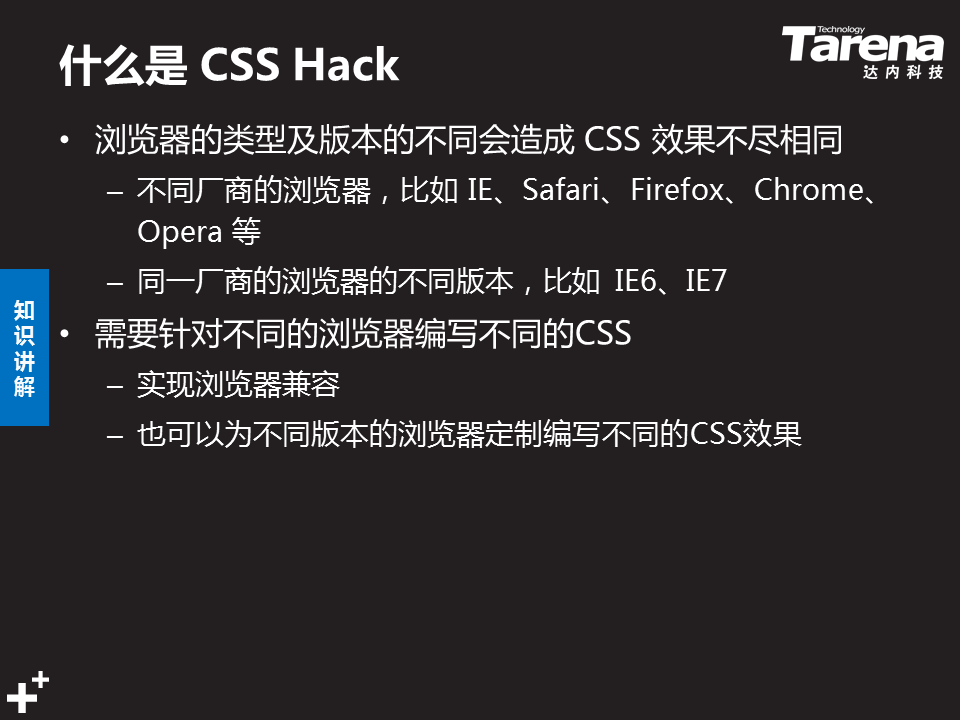 什么是 CSS Hack
Technology
Tarena
达内科技
• 浏览器的类型及版本的不同会造成 CSS 效果不尽相同
– 不同厂商的浏览器，比如 IE、Safari、Firefox、Chrome、
Opera 等
– 同一厂商的浏览器的不同版本，比如 IE6、IE7
• 需要针对不同的浏览器编写不同的CSS
– 实现浏览器兼容
– 也可以为不同版本的浏览器定制编写不同的CSS效果
知
识
讲
解